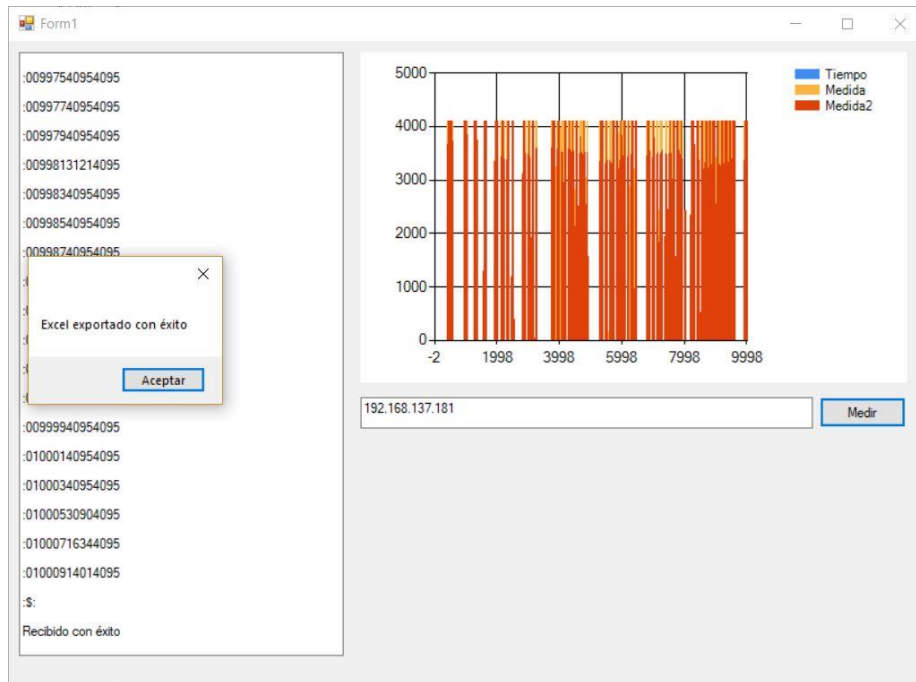 Form1
:00997540954095
:00997740954095
:00997940954095
:00998131214095
:00998340954095
:00998540954095
:00998740954095
Excel exportado con éxito
Aceptar
:00999940954095
:01000140954095
:01000340954095
:01000530904095
:01000716344095
:01000914014095
:$:
Recibido con éxito
5000
4000
3000
2000
1000
0
-2 1998 3998 5998 7998 9998
Tiempo
Medida
Medida2
192.168.137.181
Medir